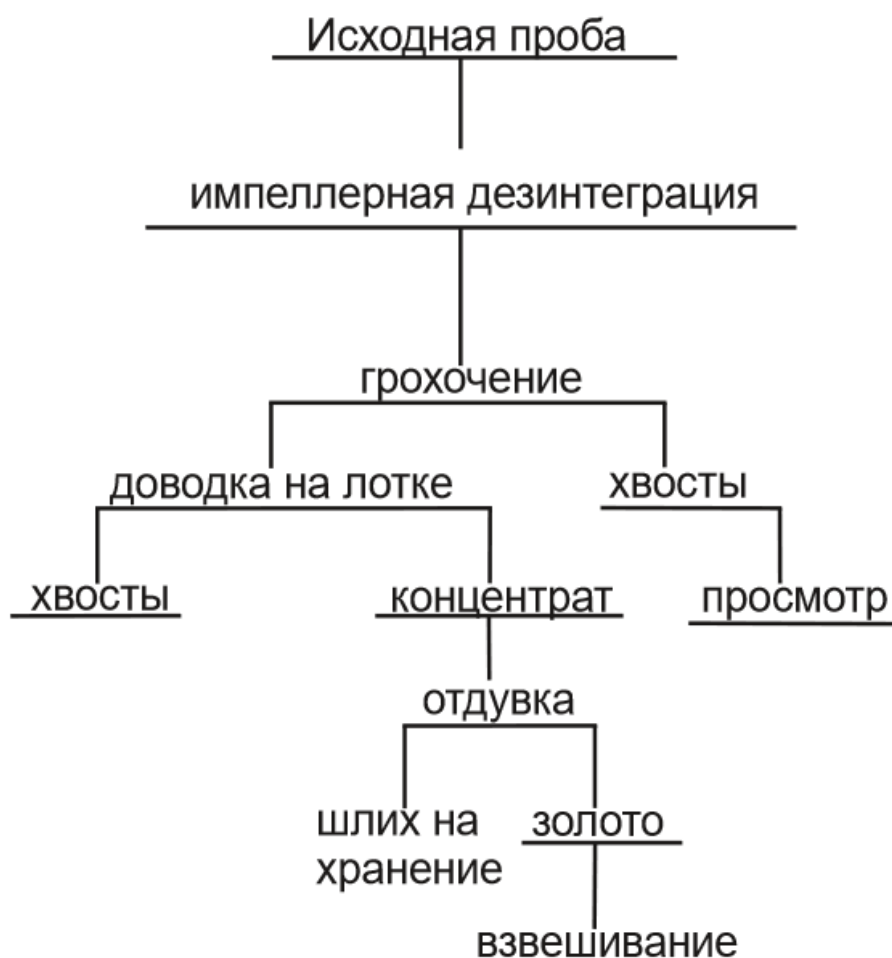 Исходная проба
импеллерная дезинтеграция
грохочение
доводка на лотке
хвосты
хвосты
концентрат
просмотр
отдувка
шлих на
хранение
золото
взвешивание